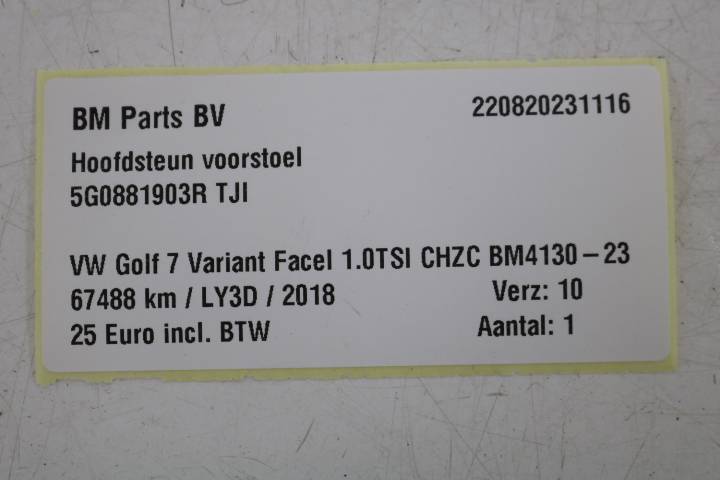 BM Parts BV 220820231116
Hoofdsteun voorstoel
5G0881903R TJI
VW Golf 7 Variant Facel 1.0TSI CHZC BM4130-23
67488 km / LY3D / 2018 Verz: 10
25 Euro incl. BTW Aantal: 1